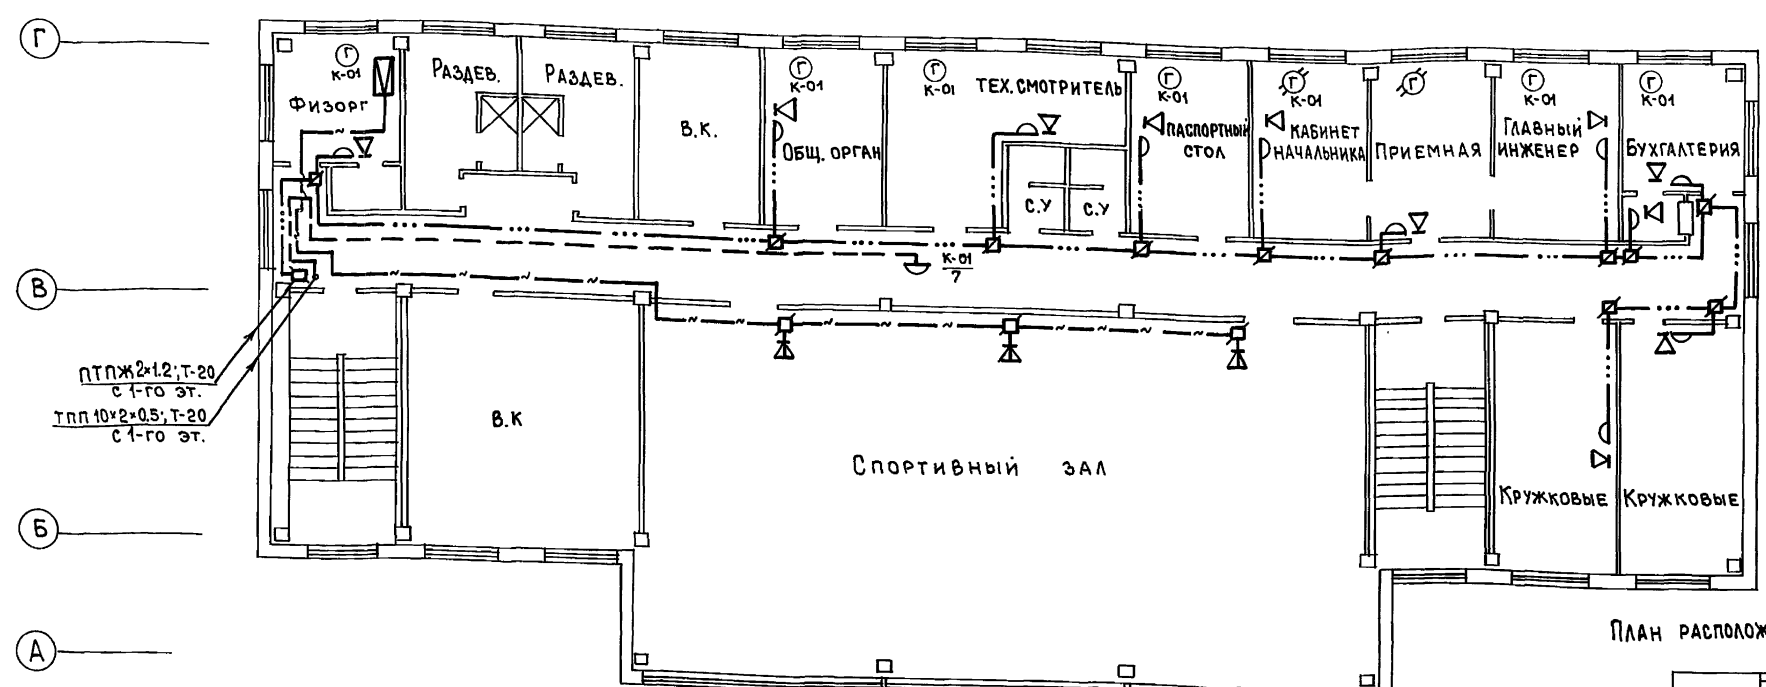 Г
Г
К-01
Физорг
Раздев.
Раздев.
В.К.
Г
К-01
Общ. орган
Г
К-01
Тех. смотритель
С.У
С.У
Г
К-01
Паспортный
стол
Г
К-01
Кабинет
начальника
Г
Приемная
Г
К-01
Главный
инженер
Г
К-01
Бухгалтерия
К-01
7
В
ПТПЖ 2×1.2; Т-20
с 1-го эт.
ТПП 10×2×0.5; Т-20
с 1-го эт.
В.К
Спортивный зал
Кружковые
Кружковые
Б
А
План располож